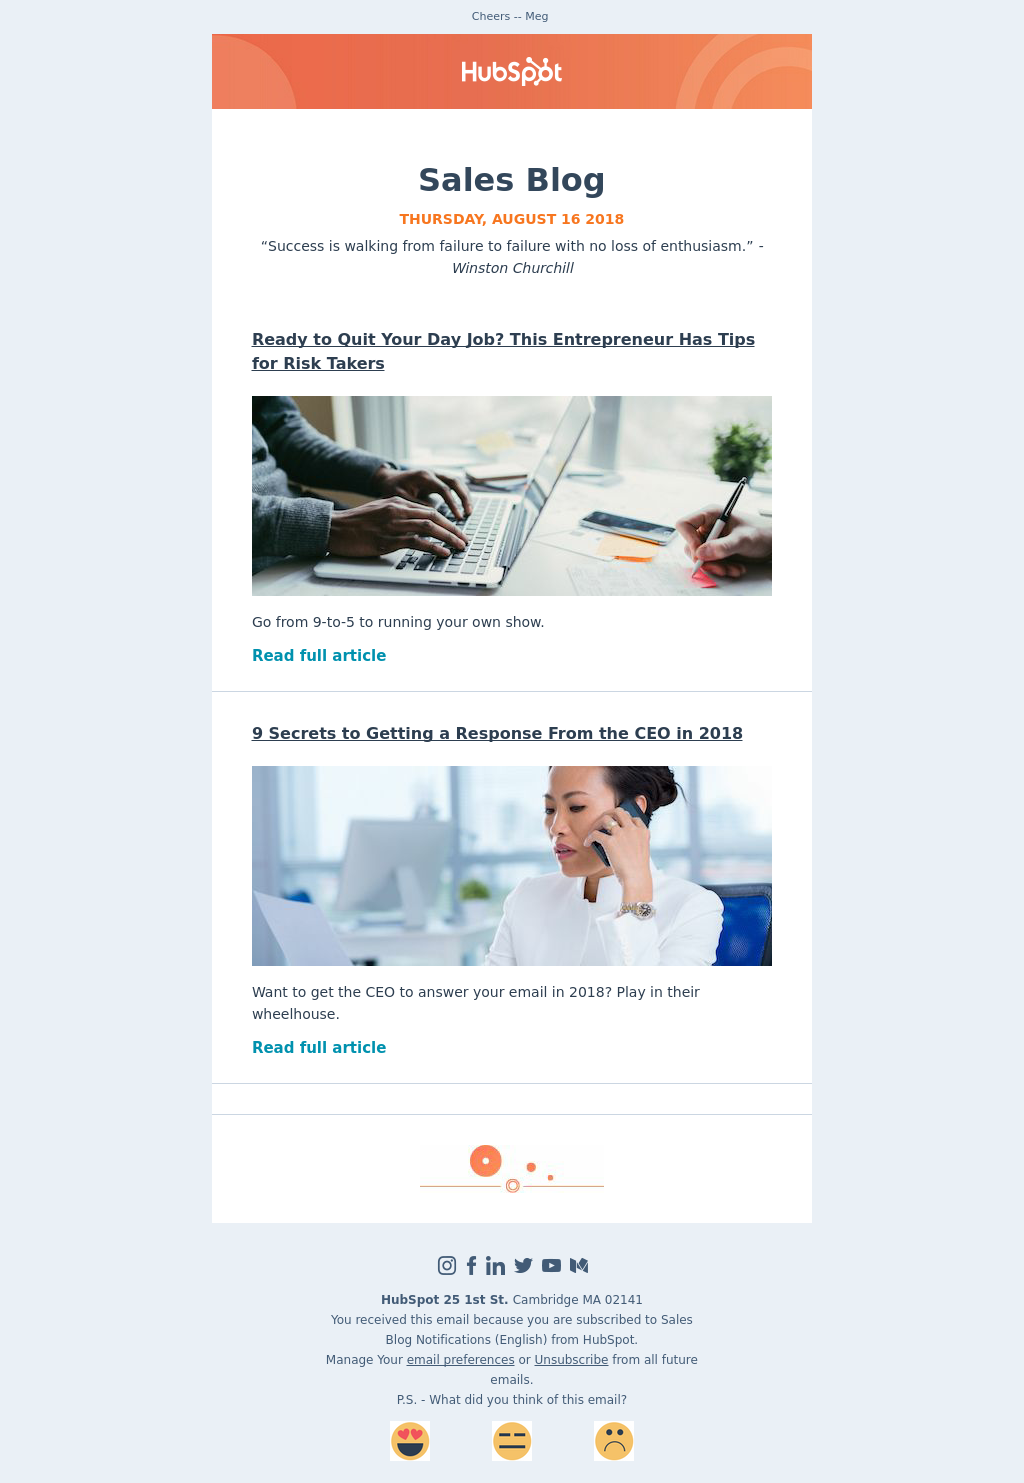 Cheers -- Meg
HubSpot
Sales Blog
THURSDAY, AUGUST 16 2018
“Success is walking from failure to failure with no loss of enthusiasm.” -
Winston Churchill
Ready to Quit Your Day Job? This Entrepreneur Has Tips
for Risk Takers
Go from 9-to-5 to running your own show.
Read full article
9 Secrets to Getting a Response From the CEO in 2018
Want to get the CEO to answer your email in 2018? Play in their
wheelhouse.
Read full article
HubSpot 25 1st St. Cambridge MA 02141
You received this email because you are subscribed to Sales
Blog Notifications (English) from HubSpot.
Manage Your email preferences or Unsubscribe from all future
emails.
P.S. - What did you think of this email?